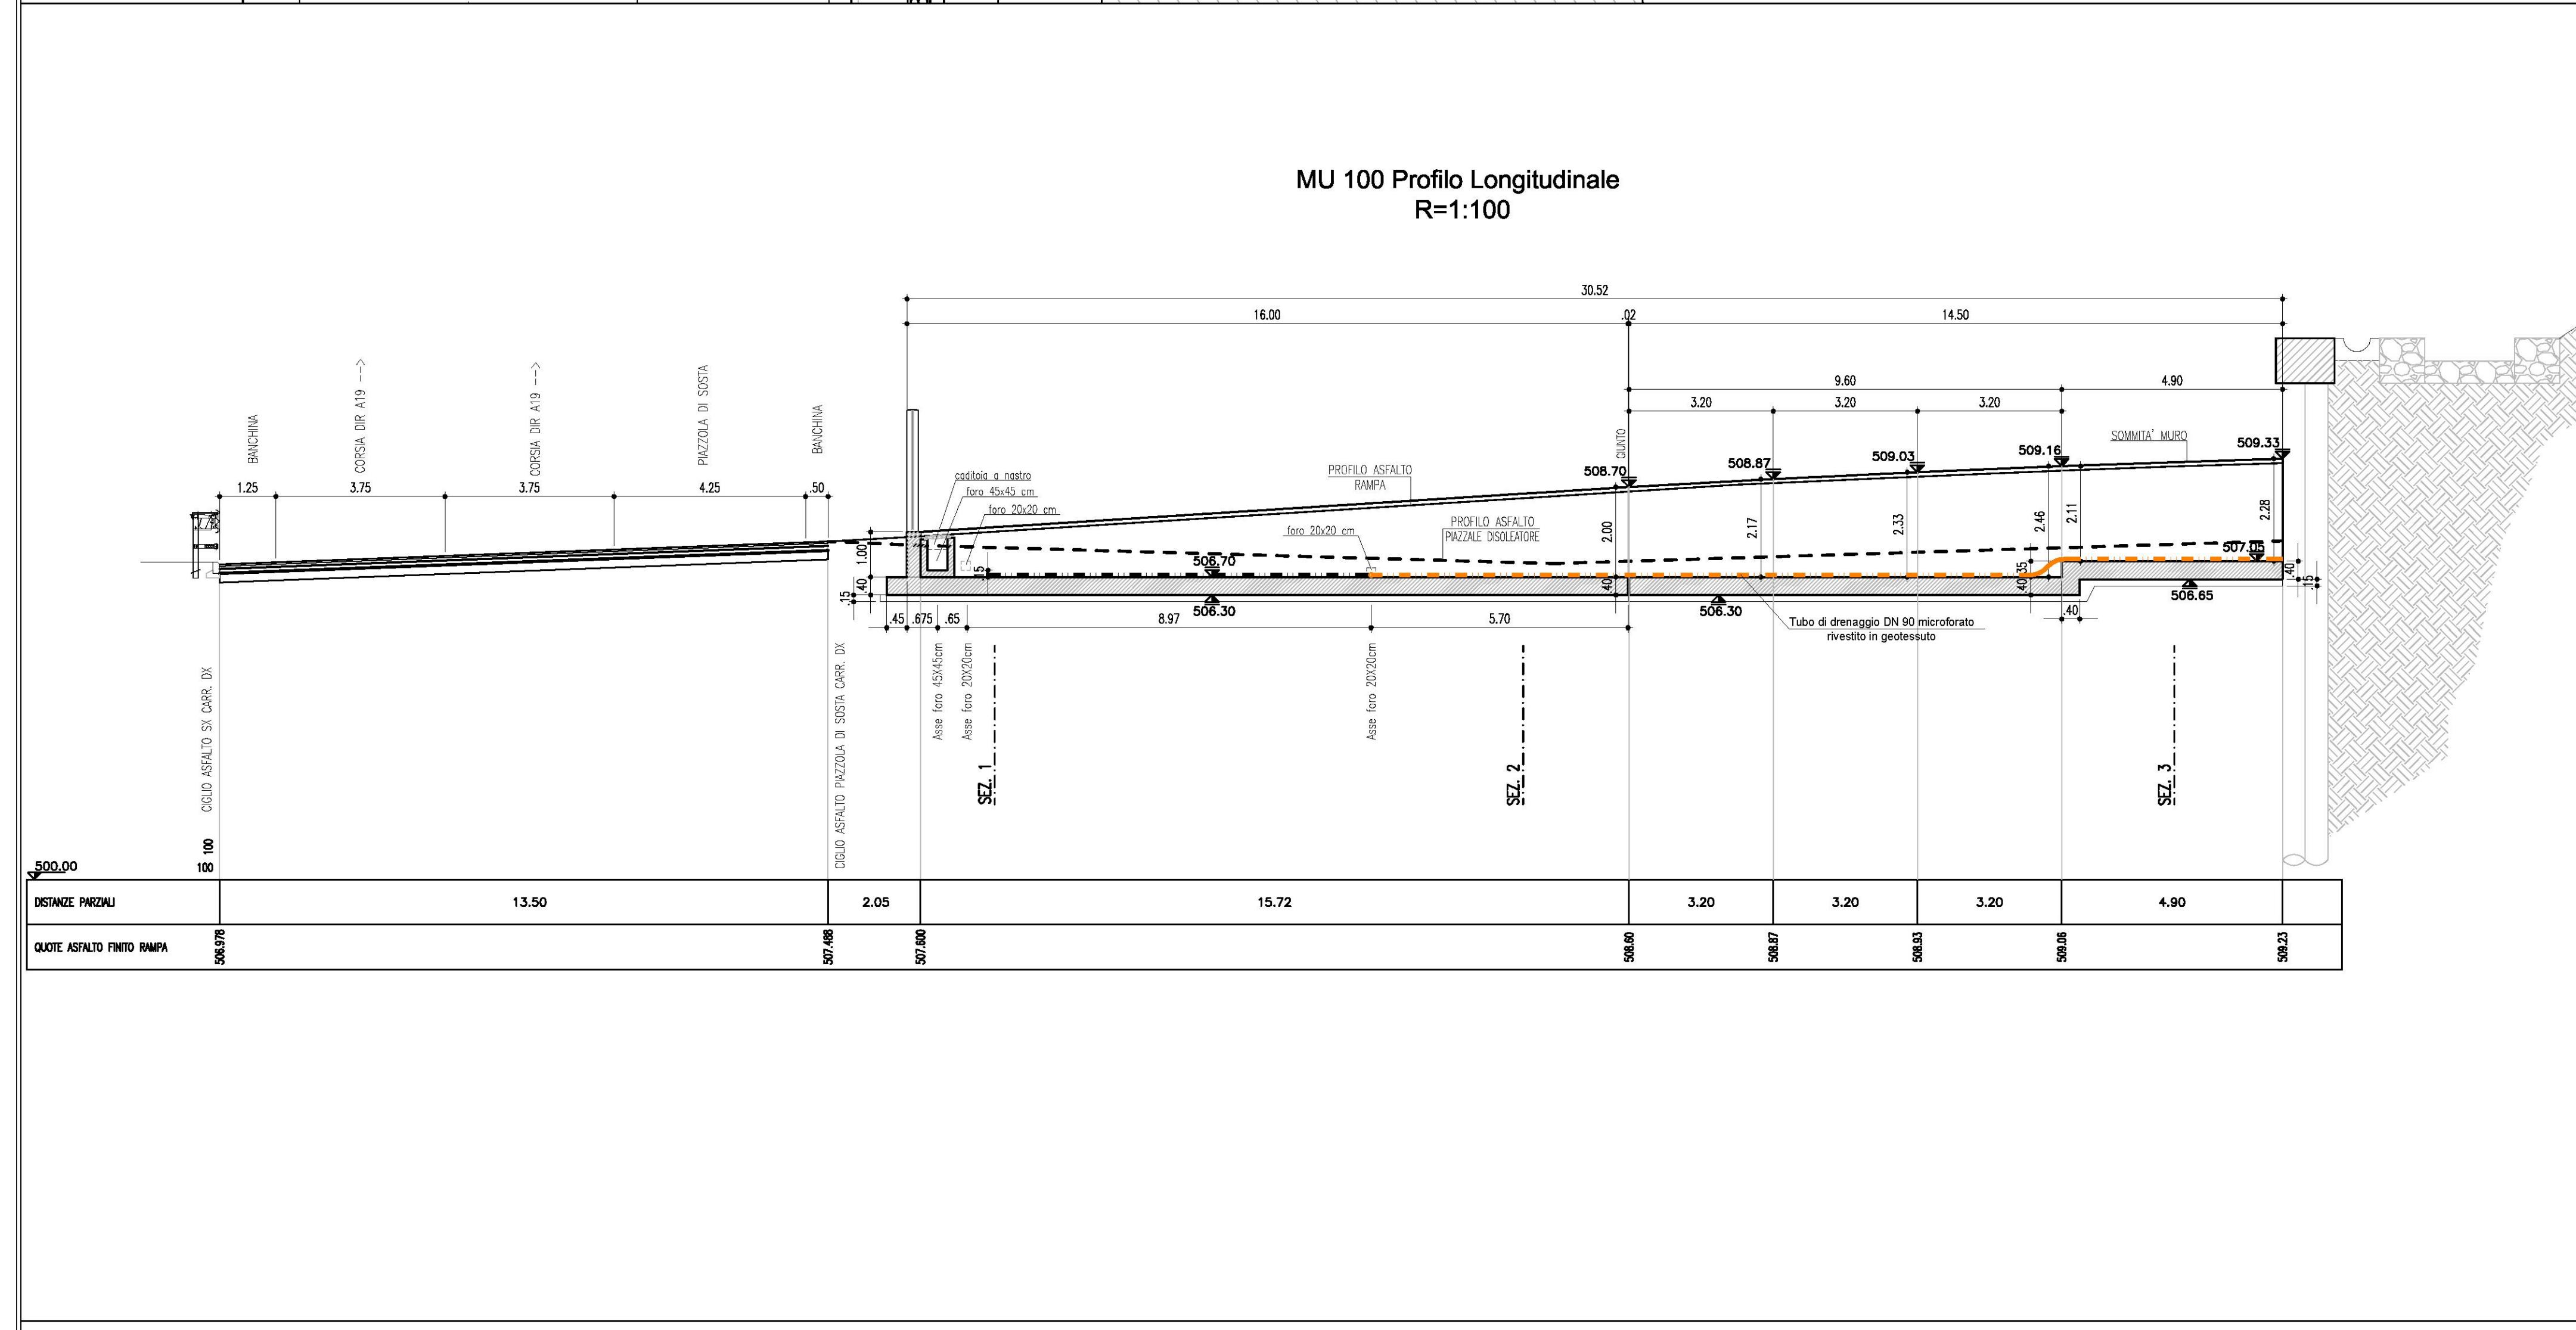 MU 100 Profilo Longitudinale
R=1:100
30.52
16.00
.02
14.50
9.60
4.90
3.20
3.20
3.20
BANCHINA
CORSIA DIR A19 -->
CORSIA DIR A19 -->
PIAZZOLA DI SOSTA
BANCHINA
1.25
3.75
3.75
4.25
.50
caditoia a nastro
foro 45x45 cm
foro 20x20 cm
foro 20x20 cm
PROFILO ASFALTO
RAMPA
PROFILO ASFALTO
PIAZZALE DISOLEATORE
GIUNTO
SOMMITA' MURO
508.70
508.87
509.03
509.16
509.33
1.00
.40
.15
.15
2.00
.40
2.17
2.33
2.46
2.11
2.28
.35
.40
.40
.15
506.70
507.05
506.30
506.30
506.65
.40
.45
.675
.65
8.97
5.70
Tubo di drenaggio DN 90 microforato
rivestito in geotessuto
CIGLIO ASFALTO SX CARR. DX
CIGLIO ASFALTO PIAZZOLA DI SOSTA CARR. DX
Asse foro 45X45cm
Asse foro 20X20cm
Asse foro 20X20cm
SEZ. 1
SEZ. 2
SEZ. 3
100
100
500.00
DISTANZE PARZIALI
13.50
2.05
15.72
3.20
3.20
3.20
4.90
QUOTE ASFALTO FINITO RAMPA
506.978
507.488
507.600
508.60
508.87
508.93
509.06
509.23